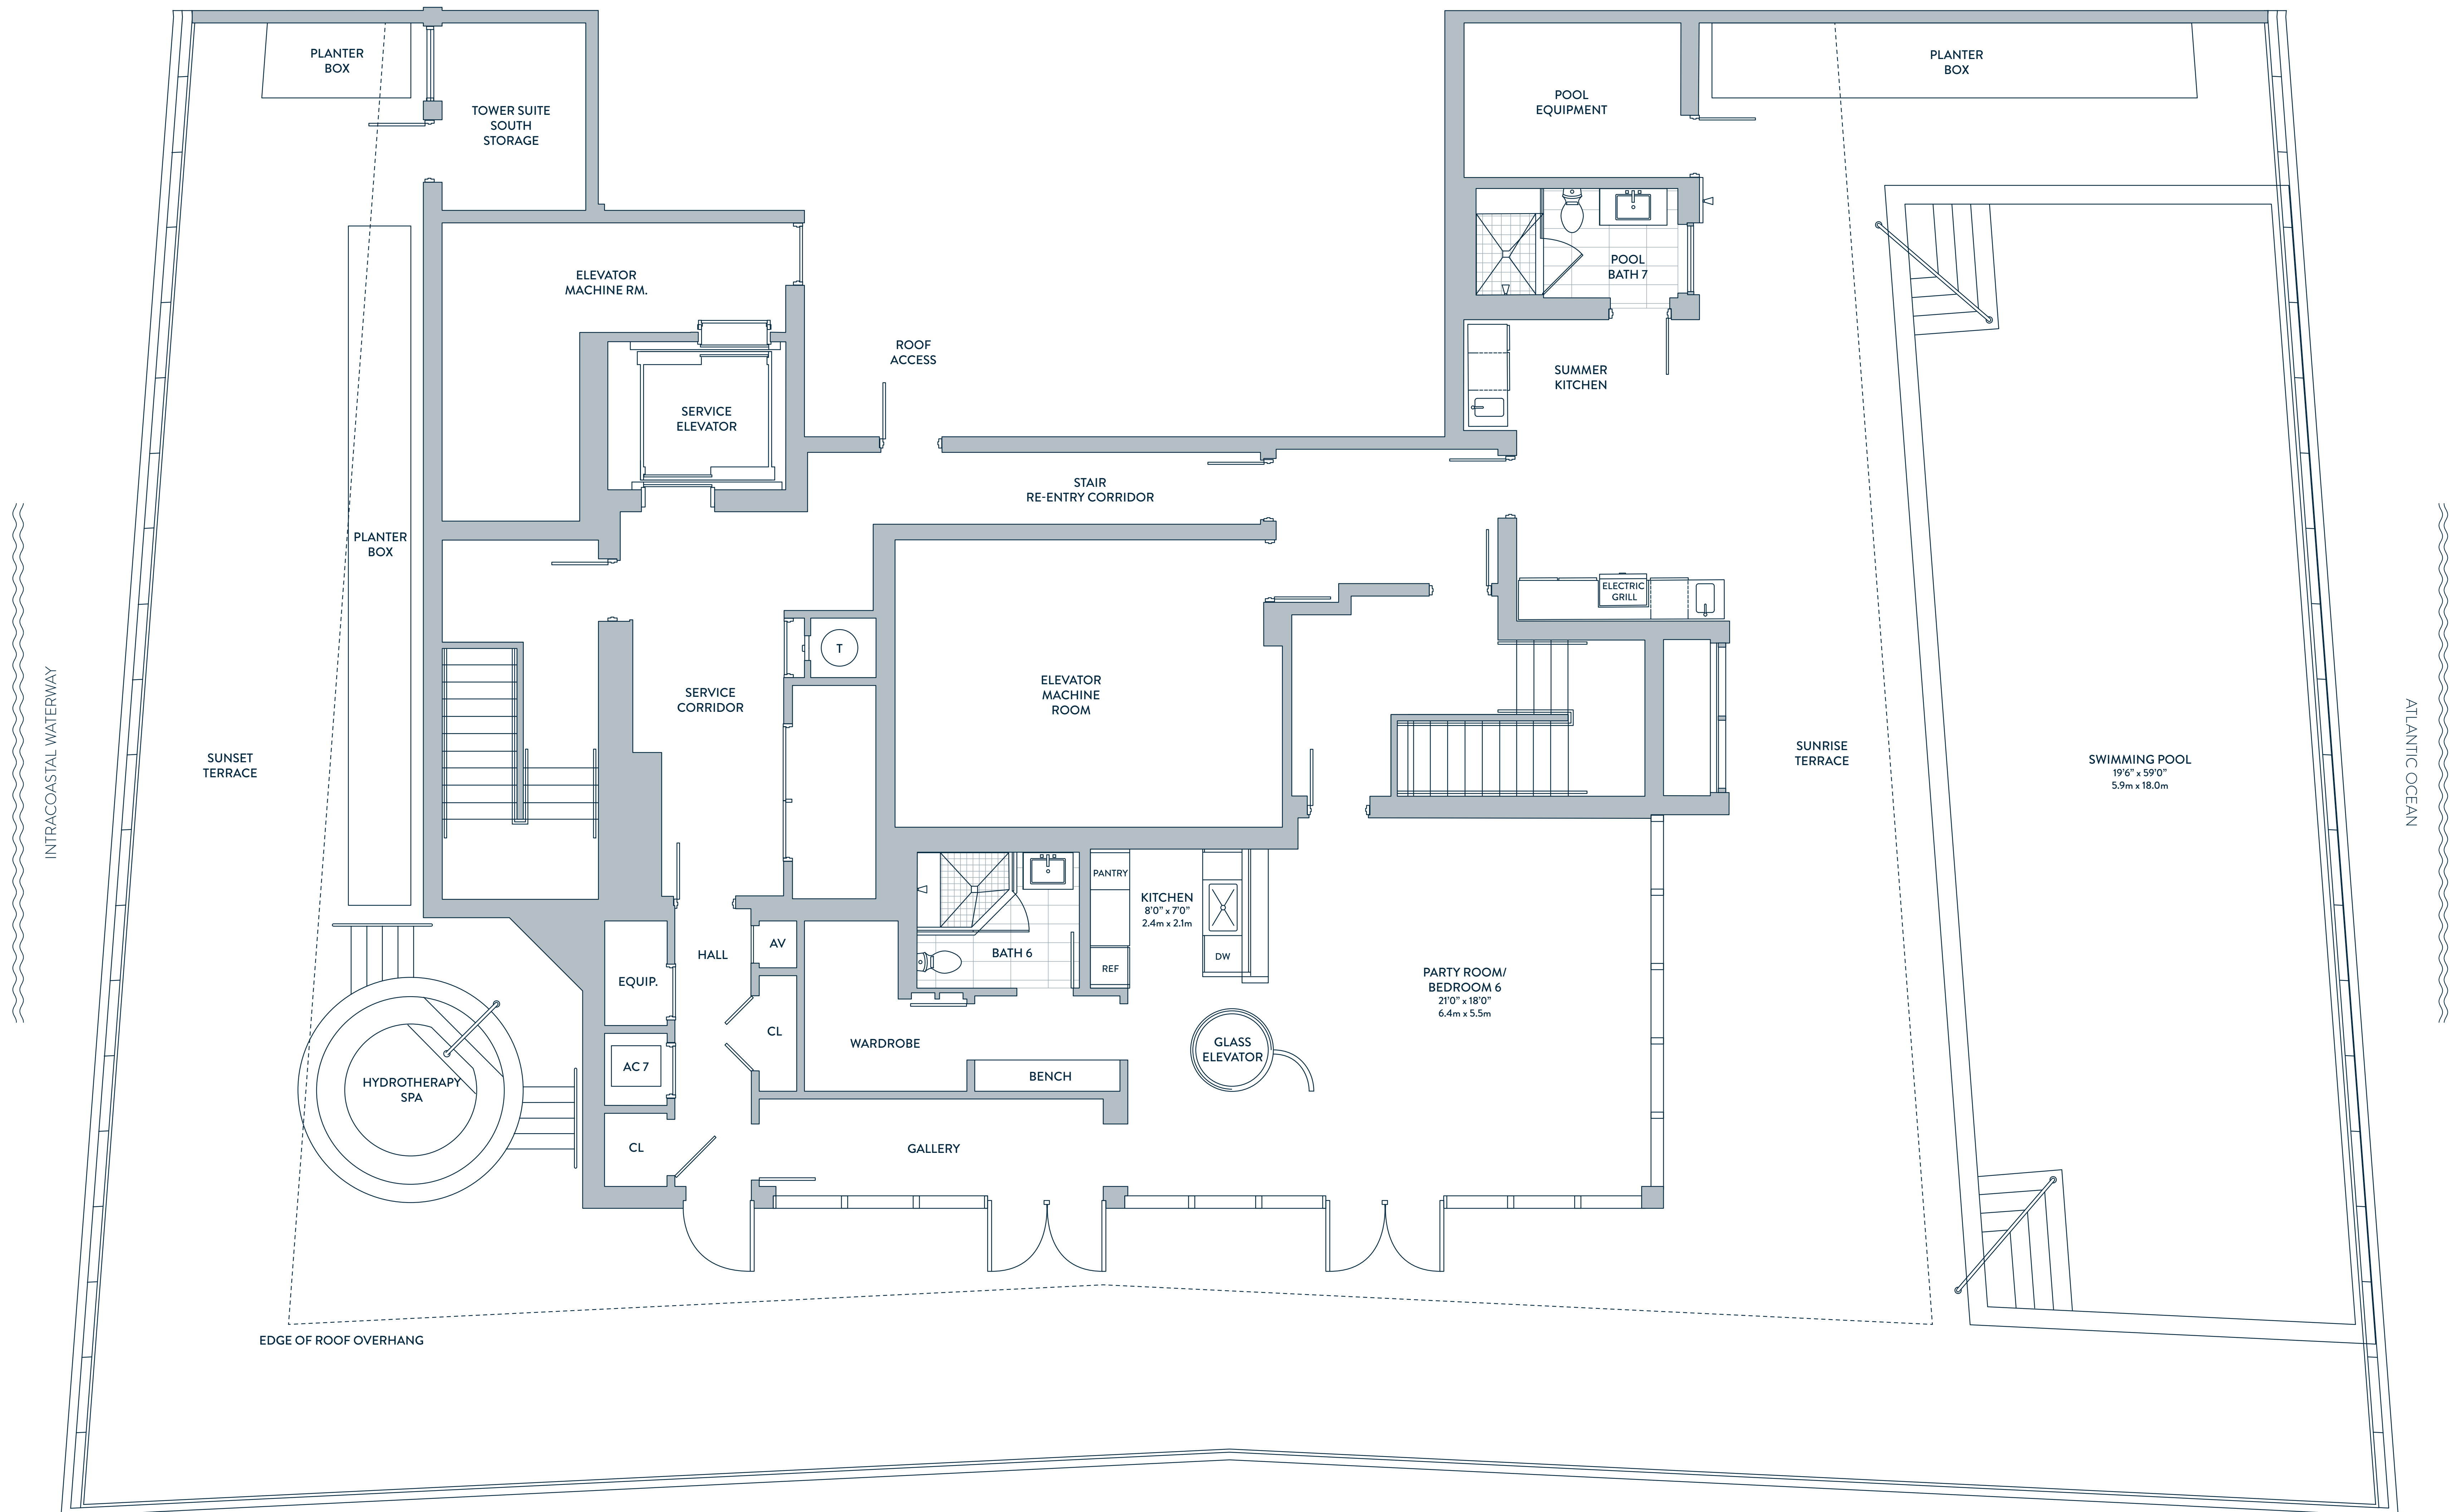 PLANTER
BOX
TOWER SUITE
SOUTH
STORAGE
POOL
EQUIPMENT
PLANTER
BOX
ELEVATOR
MACHINE RM.
POOL
BATH 7
ROOF
ACCESS
SUMMER
KITCHEN
SERVICE
ELEVATOR
STAIR
RE-ENTRY CORRIDOR
PLANTER
BOX
ELECTRIC
GRILL
T
INTRACOASTAL WATERWAY
SERVICE
CORRIDOR
ELEVATOR
MACHINE
ROOM
SUNSET
TERRACE
SUNRISE
TERRACE
SWIMMING POOL
19'6" x 59'0"
5.9m x 18.0m
ATLANTIC OCEAN
PANTRY
KITCHEN
8'0" x 7'0"
2.4m x 2.1m
AV
HALL
BATH 6
DW
REF
EQUIP.
PARTY ROOM/
BEDROOM 6
21'0" x 18'0"
6.4m x 5.5m
CL
WARDROBE
GLASS
ELEVATOR
AC 7
BENCH
HYDROTHERAPY
SPA
CL
GALLERY
EDGE OF ROOF OVERHANG